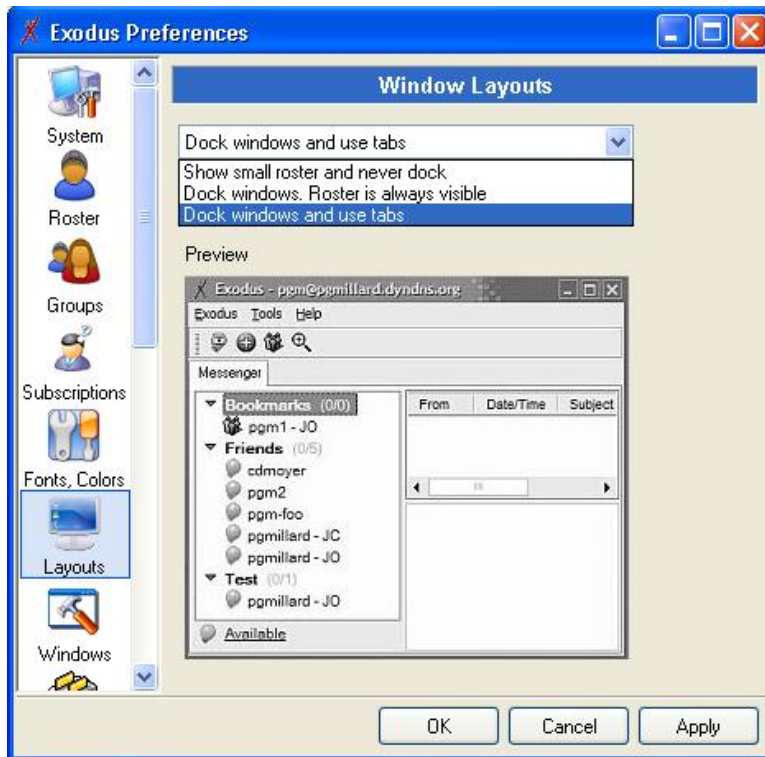 Exodus Preferences
System
Roster
Groups
Subscriptions
Fonts, Colors
Layouts
Windows
Window Layouts
Dock windows and use tabs
Show small roster and never dock
Dock windows. Roster is always visible
Dock windows and use tabs
Preview
Exodus - pgm@pgmillard.dyndns.org
Exodus Tools Help
Messenger
Bookmarks (0/0)
pgm1 - JO
Friends (0/5)
cdmoyer
pgm2
pgm-foo
pgmillard - JC
pgmillard - JO
Test (0/1)
pgmillard - JO
Available
From Date/Time Subject
OK Cancel Apply